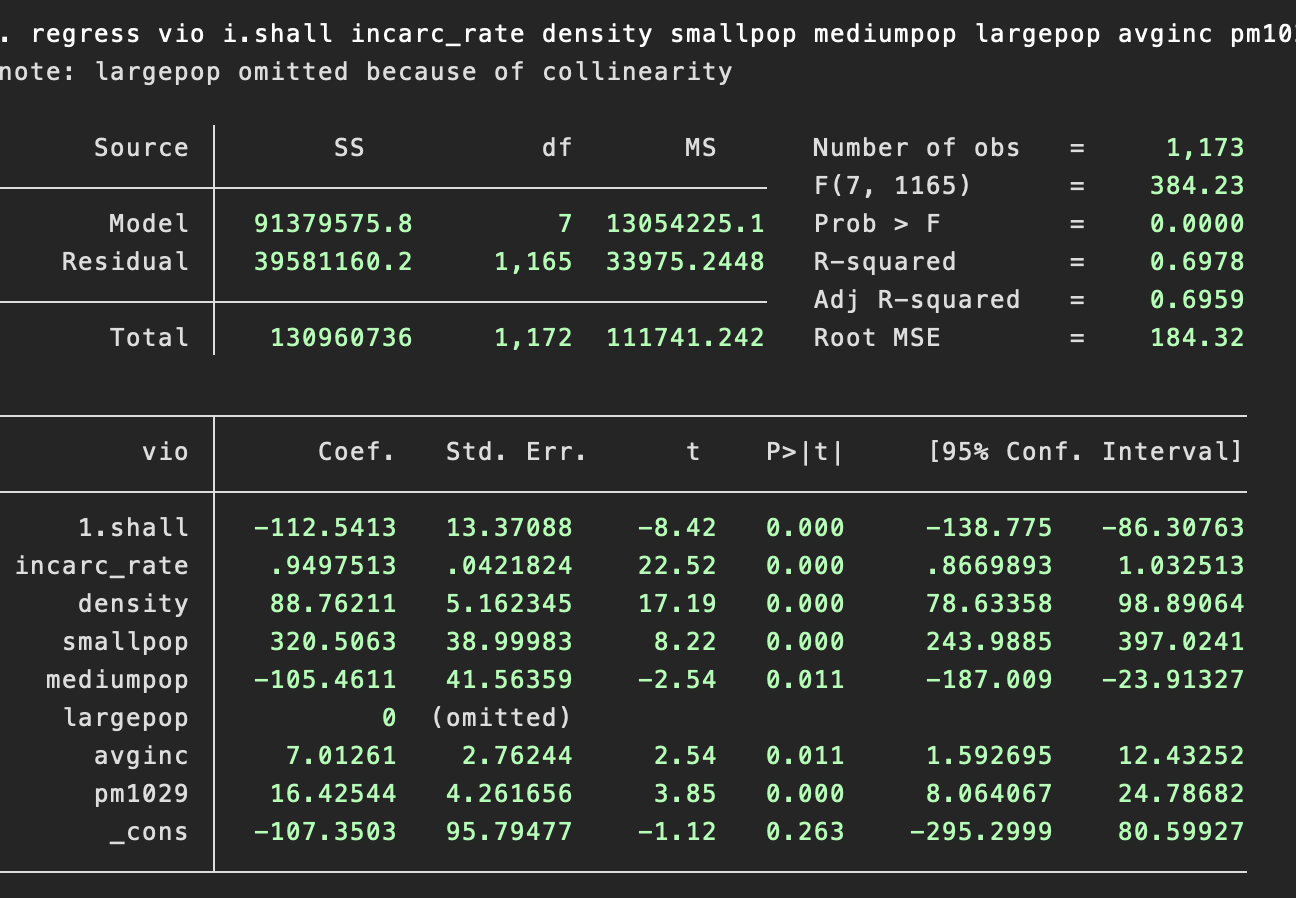 . regress vio i.shall incarc_rate density smallpop mediumpop largepop avginc pm10
note: largepop omitted because of collinearity
Source SS df MS Number of obs = 1,173
F(7, 1165) = 384.23
Model 91379575.8 7 13054225.1 Prob > F = 0.0000
Residual 39581160.2 1,165 33975.2448 R-squared = 0.6978
Adj R-squared = 0.6959
Total 130960736 1,172 111741.242 Root MSE = 184.32
vio Coef. Std. Err. t P>|t| [95% Conf. Interval]
1.shall -112.5413 13.37088 -8.42 0.000 -138.775 -86.30763
incarc_rate .9497513 .0421824 22.52 0.000 .8669893 1.032513
density 88.76211 5.162345 17.19 0.000 78.63358 98.89064
smallpop 320.5063 38.99983 8.22 0.000 243.9885 397.0241
mediumpop -105.4611 41.56359 -2.54 0.011 -187.009 -23.91327
largepop 0 (omitted)
avginc 7.01261 2.76244 2.54 0.011 1.592695 12.43252
pm1029 16.42544 4.261656 3.85 0.000 8.064067 24.78682
_cons -107.3503 95.79477 -1.12 0.263 -295.2999 80.59927